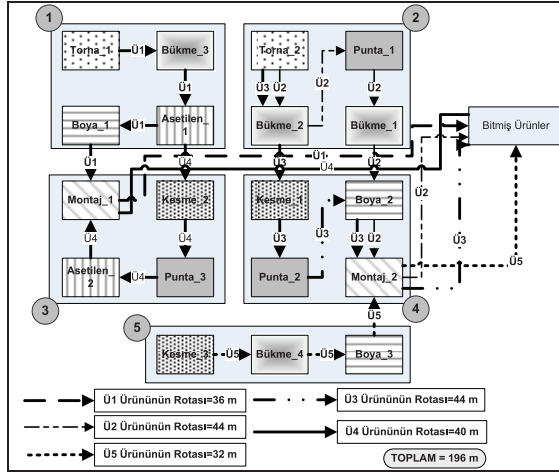 1
2
Torna_1
Ü1
Bükme_3
Torna_2
Punta_1
Ü1
Ü3
Ü2
Ü2
Ü2
Boya_1
Ü1
Asetilen_1
Bükme_2
Bükme_1
Bitmiş Ürünler
Ü1
Ü4
Ü3
Ü1
Ü4
Ü2
Ü2
Montaj_1
Kesme_2
Kesme_1
Boya_2
Ü4
Ü4
Ü3
Ü3
Ü3
Ü2
Ü3
Asetilen_2
Ü4
Punta_3
Punta_2
Montaj_2
Ü5
3
4
5
Ü5
Kesme_3
Ü5
Bükme_4
Ü5
Boya_3
Ü1 Ürününün Rotası=36 m
Ü3 Ürününün Rotası=44 m
Ü2 Ürününün Rotası=44 m
Ü4 Ürününün Rotası=40 m
Ü5 Ürününün Rotası=32 m
TOPLAM = 196 m